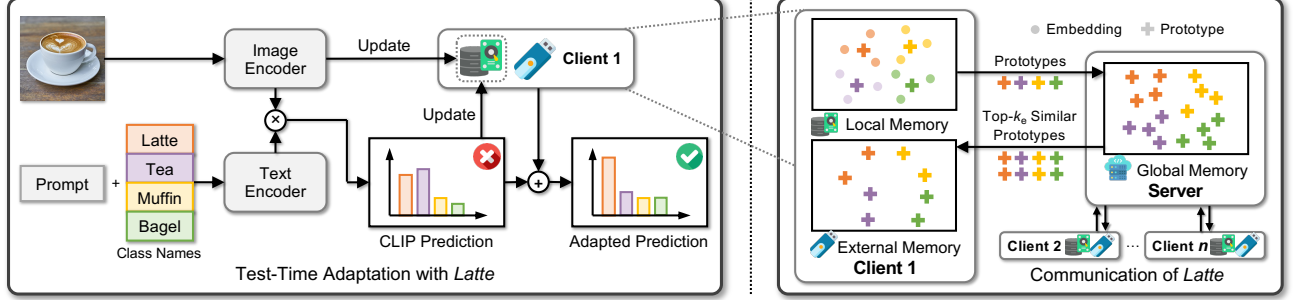 Image
Encoder
Update
Client 1
Update
×
Prompt
+
Latte
Tea
Muffin
Bagel
Class Names
Text
Encoder
CLIP Prediction
+
Adapted Prediction
Test-Time Adaptation with Latte
Embedding
Prototype
Local Memory
External Memory
Client 1
Prototypes
Top-kₑ Similar
Prototypes
Global Memory
Server
Client 2
...
Client n
Communication of Latte